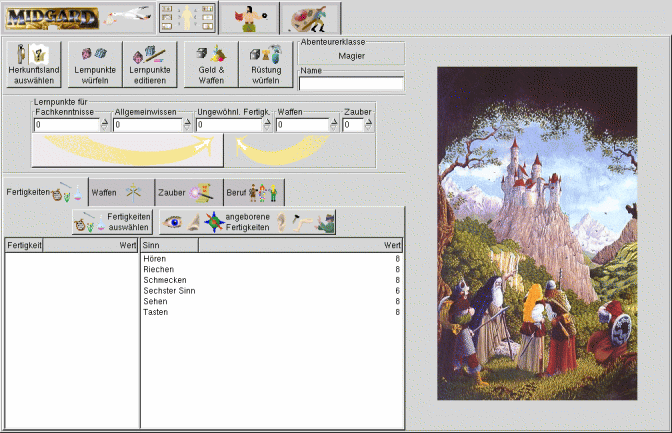 MIDGARD
Herkunftsland
auswählen
Lernpunkte
würfeln
Lernpunkte
editieren
Geld &
Waffen
Rüstung
würfeln
Abenteurerklasse
Magier
Name
Lernpunkte für
Fachkenntnisse
Allgemeinwissen
Ungewöhnl. Fertigk.
Waffen
Zauber
0
0
0
0
0
Fertigkeiten
Waffen
Zauber
Beruf
Fertigkeiten
auswählen
angeborene
Fertigkeiten
Fertigkeit Wert
Sinn Wert
Hören 8
Riechen 8
Schmecken 8
Sechster Sinn 6
Sehen 8
Tasten 8